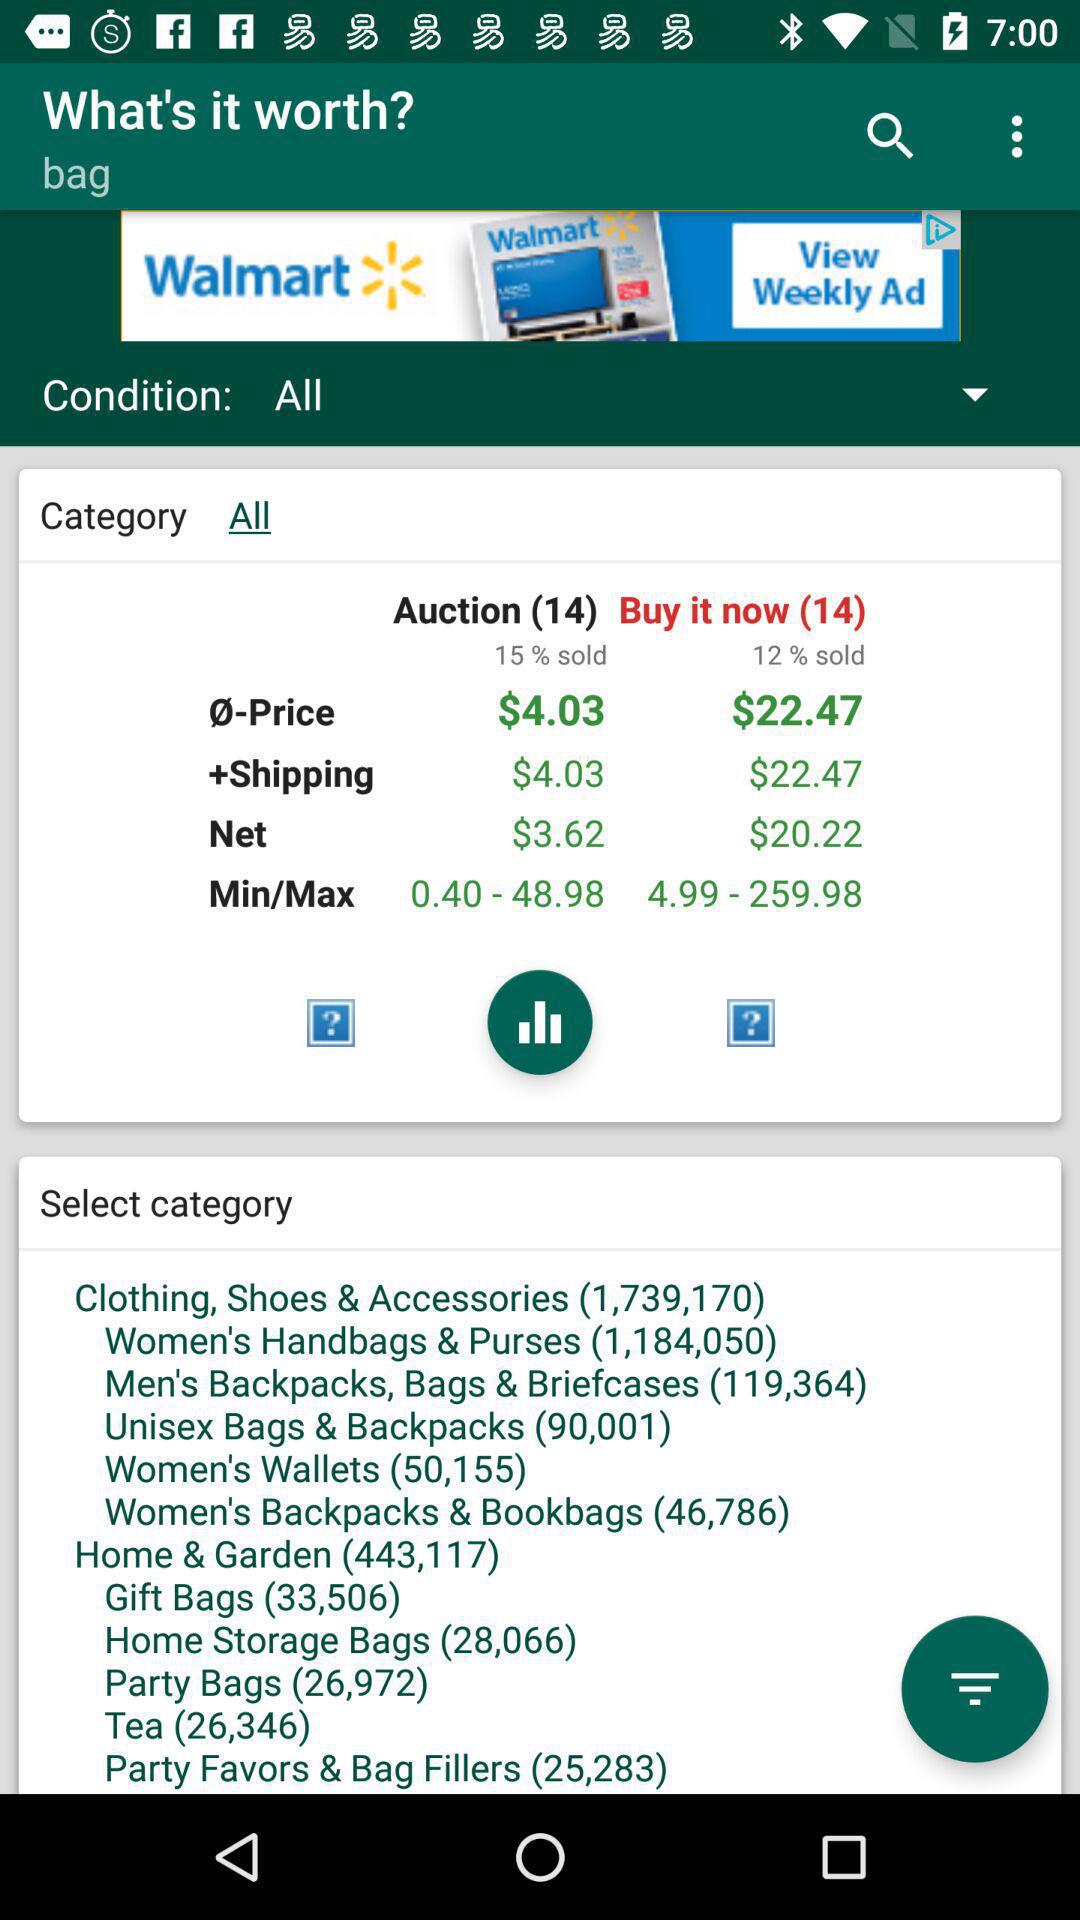 7:00
What's it worth?
bag
Walmart
Walmart
View
Weekly Ad
Condition: All
Category All
Auction (14) Buy it now (14)
15 % sold 12 % sold
Ø-Price $4.03 $22.47
+Shipping $4.03 $22.47
Net $3.62 $20.22
Min/Max 0.40 - 48.98 4.99 - 259.98
Select category
Clothing, Shoes & Accessories (1,739,170)
Women's Handbags & Purses (1,184,050)
Men's Backpacks, Bags & Briefcases (119,364)
Unisex Bags & Backpacks (90,001)
Women's Wallets (50,155)
Women's Backpacks & Bookbags (46,786)
Home & Garden (443,117)
Gift Bags (33,506)
Home Storage Bags (28,066)
Party Bags (26,972)
Tea (26,346)
Party Favors & Bag Fillers (25,283)